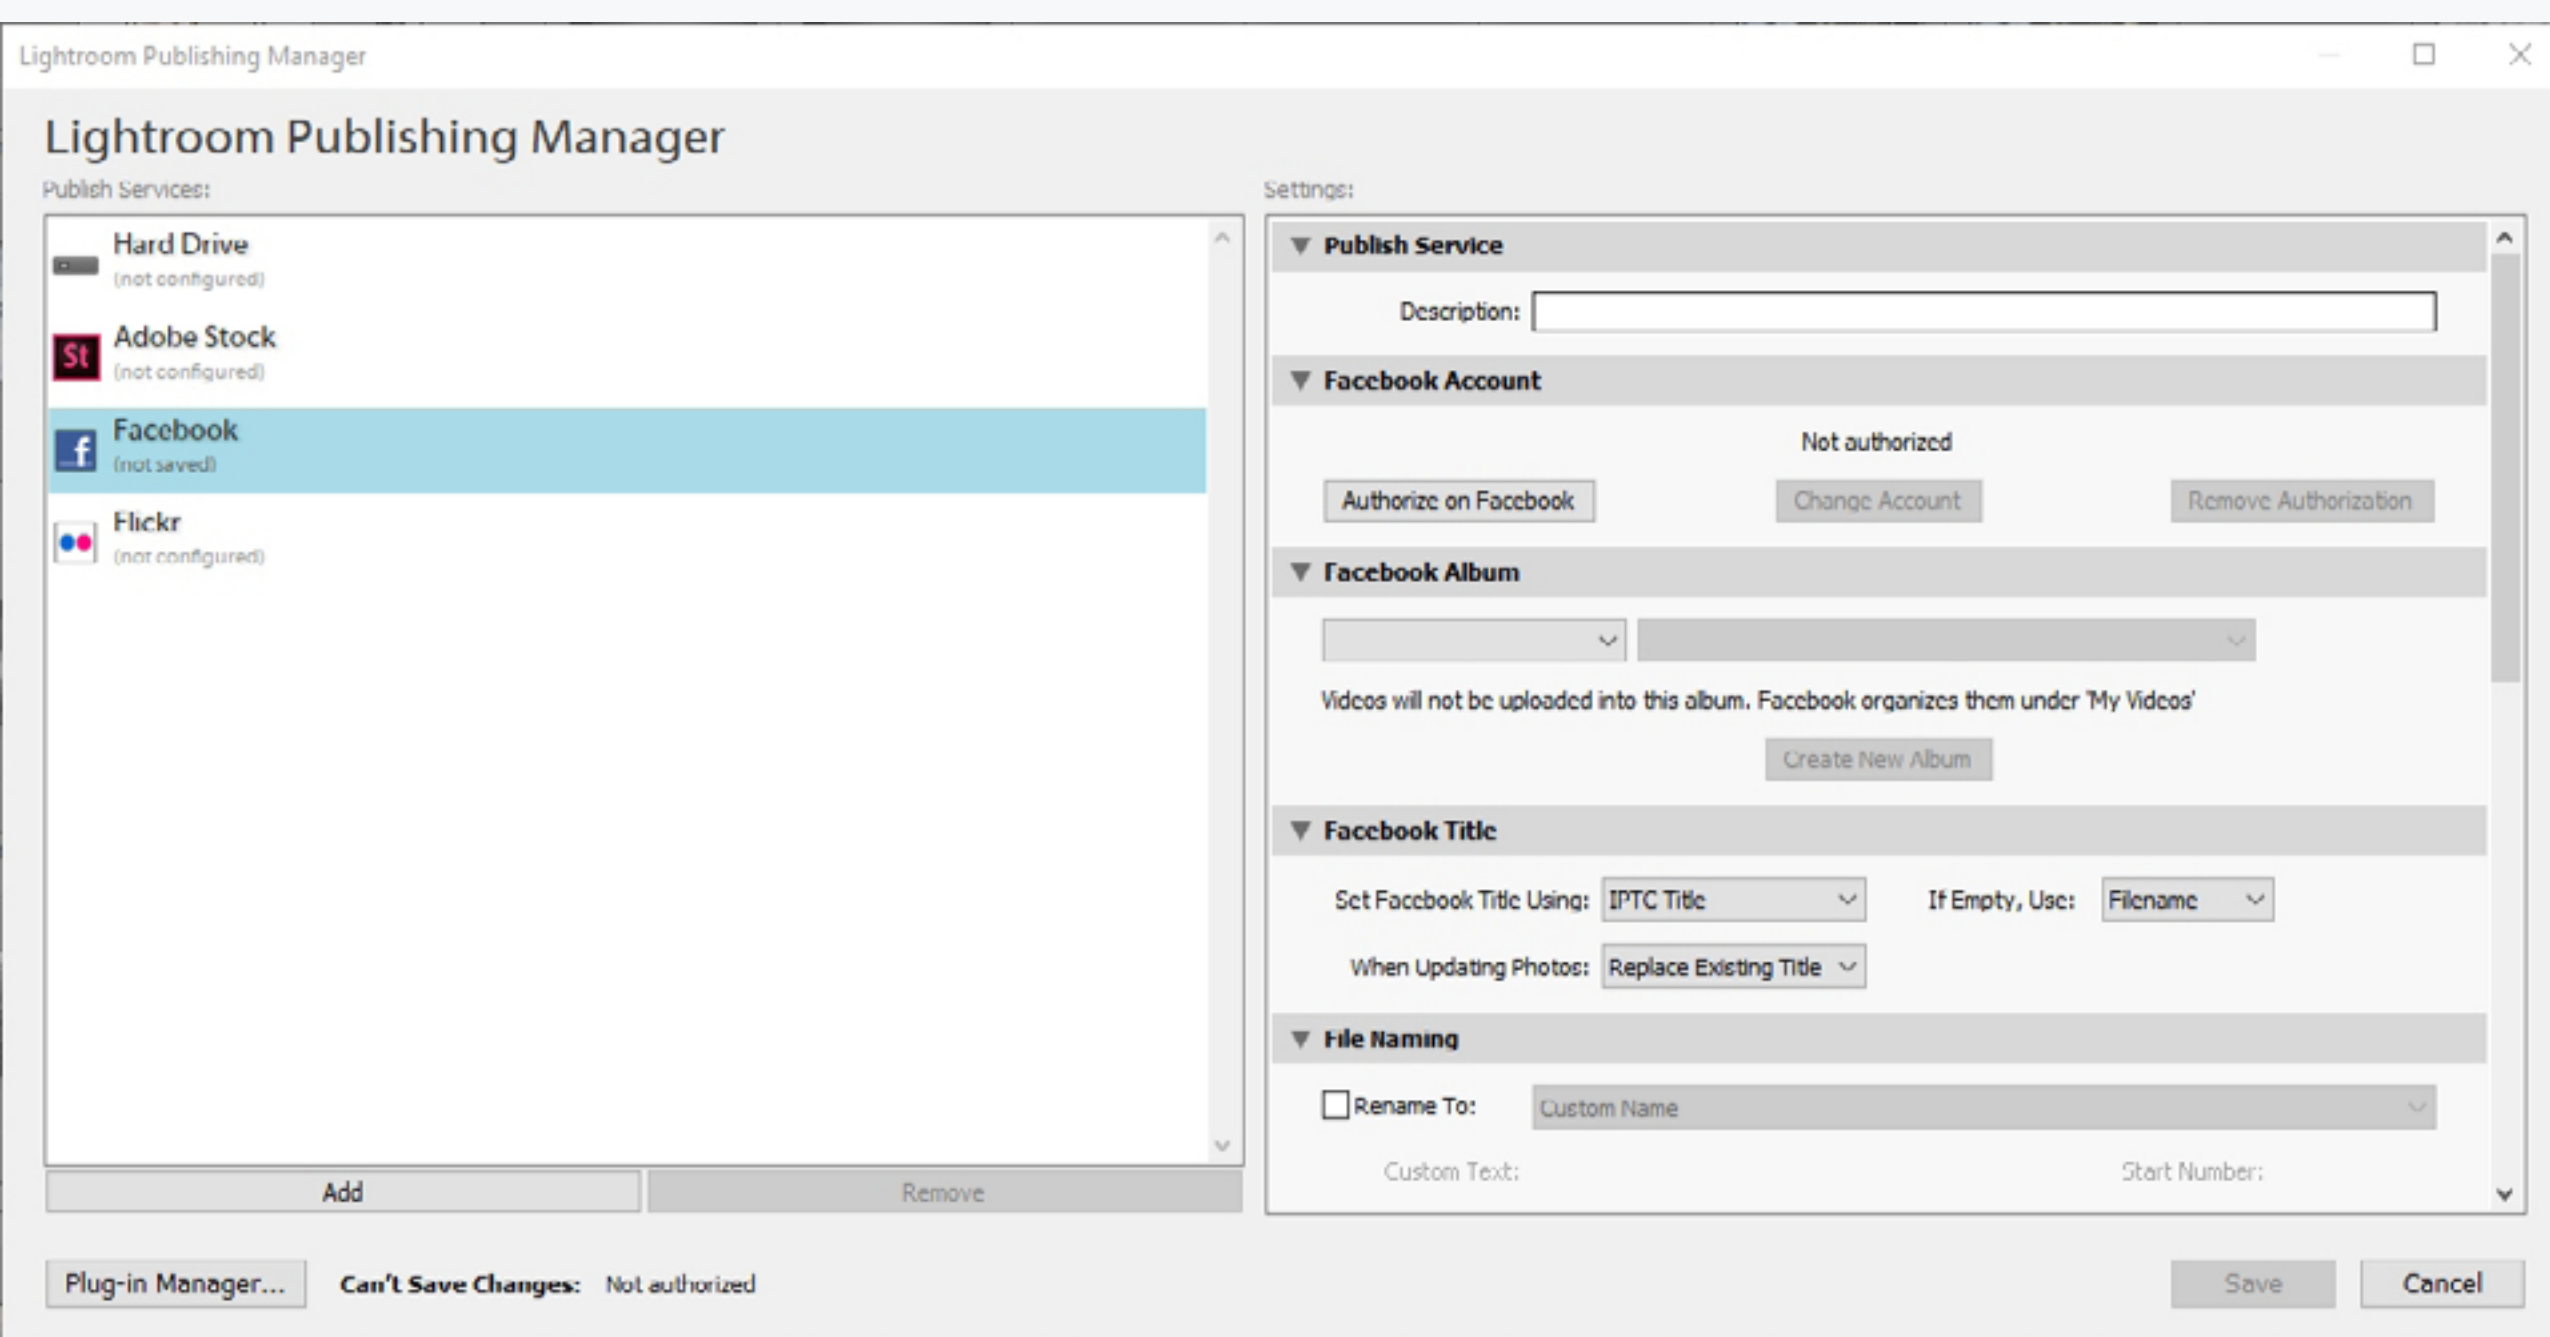 Lightroom Publishing Manager
Lightroom Publishing Manager
Publish Services:
Hard Drive
(not configured)
St
Adobe Stock
(not configured)
f
Facebook
(not saved)
Flickr
(not configured)
Add
Remove
Settings:
Publish Service
Description:
Facebook Account
Not authorized
Authorize on Facebook
Change Account
Remove Authorization
Facebook Album
Videos will not be uploaded into this album. Facebook organizes them under 'My Videos'
Create New Album
Facebook Title
Set Facebook Title Using: IPTC Title If Empty, Use: Filename
When Updating Photos: Replace Existing Title
File Naming
Rename To: Custom Name
Custom Text: Start Number:
Plug-in Manager... Can't Save Changes: Not authorized
Save
Cancel